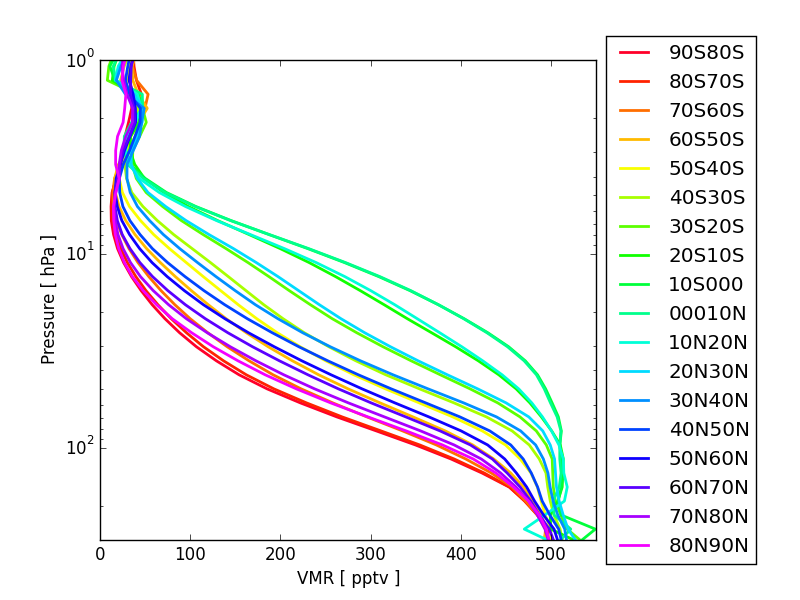 10⁰
10¹
10²
Pressure [ hPa ]
0 100 200 300 400 500
VMR [ pptv ]
90S80S
80S70S
70S60S
60S50S
50S40S
40S30S
30S20S
20S10S
10S000
00010N
10N20N
20N30N
30N40N
40N50N
50N60N
60N70N
70N80N
80N90N